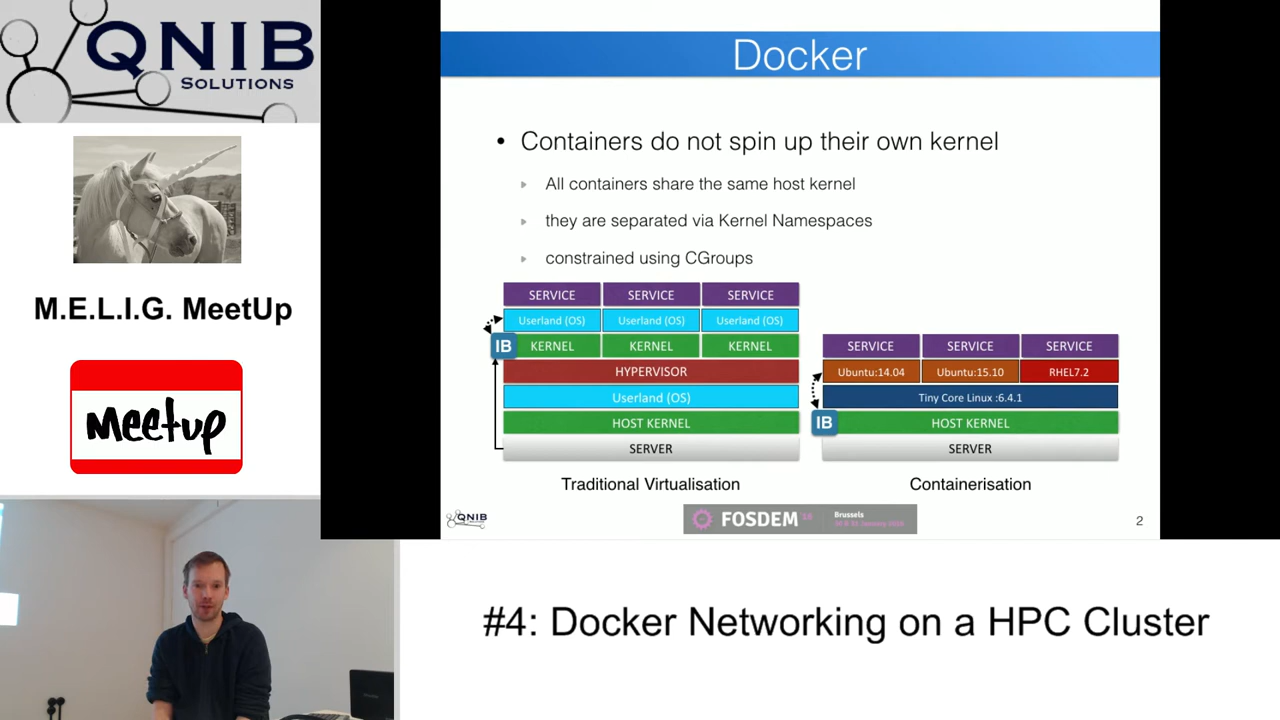 QNIB
SOLUTIONS
M.E.L.I.G. MeetUp
Meetup
Docker
• Containers do not spin up their own kernel
All containers share the same host kernel
they are separated via Kernel Namespaces
constrained using CGroups
SERVICE SERVICE SERVICE
Userland (OS) Userland (OS) Userland (OS)
IB KERNEL KERNEL KERNEL
HYPERVISOR
Userland (OS)
HOST KERNEL
SERVER
Traditional Virtualisation
SERVICE SERVICE SERVICE
Ubuntu:14.04 Ubuntu:15.10 RHEL7.2
Tiny Core Linux :6.4.1
IB HOST KERNEL
SERVER
Containerisation
QNIB
FOSDEM
Brussels
2
#4: Docker Networking on a HPC Cluster